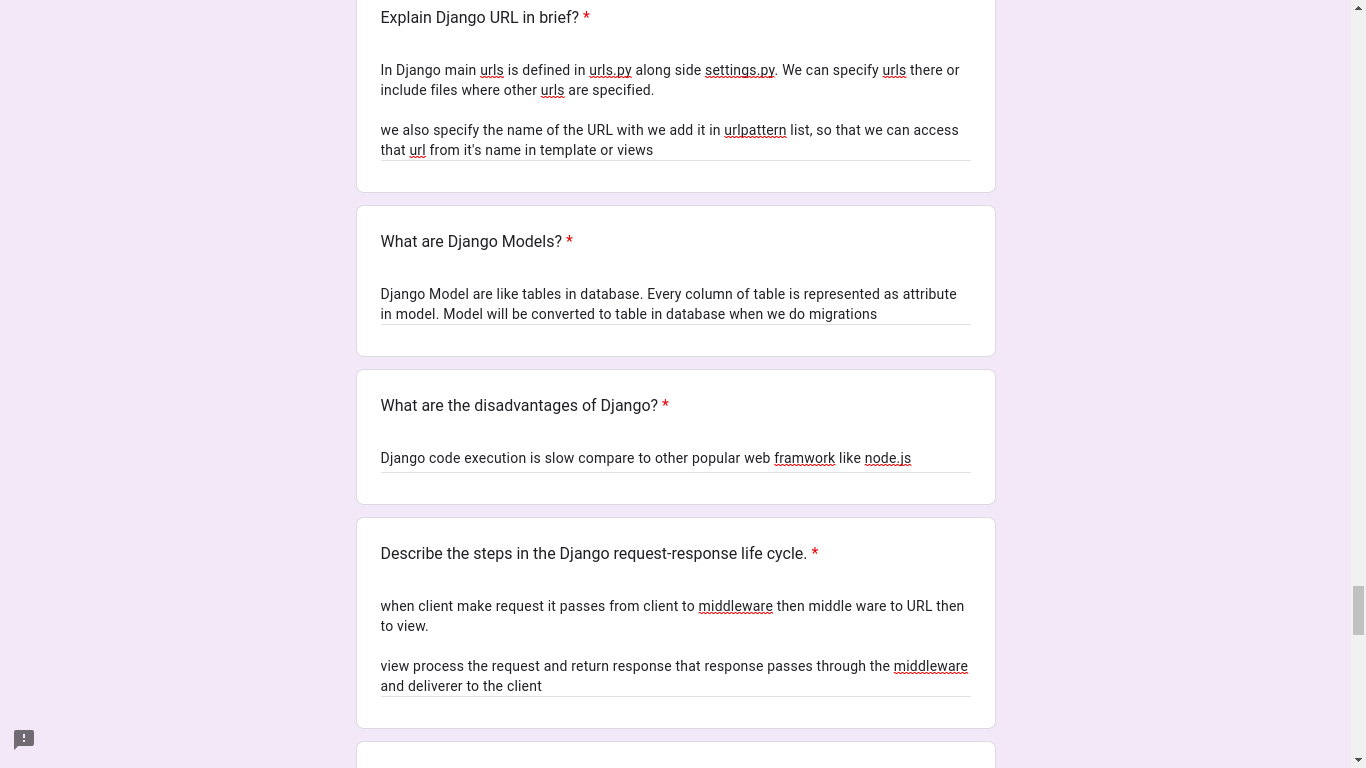 Explain Django URL in brief? *
In Django main urls is defined in urls.py along side settings.py. We can specify urls there or
include files where other urls are specified.
we also specify the name of the URL with we add it in urlpattern list, so that we can access
that url from it's name in template or views
What are Django Models? *
Django Model are like tables in database. Every column of table is represented as attribute
in model. Model will be converted to table in database when we do migrations
What are the disadvantages of Django? *
Django code execution is slow compare to other popular web framwork like node.js
Describe the steps in the Django request-response life cycle. *
when client make request it passes from client to middleware then middle ware to URL then
to view.
view process the request and return response that response passes through the middleware
and deliverer to the client